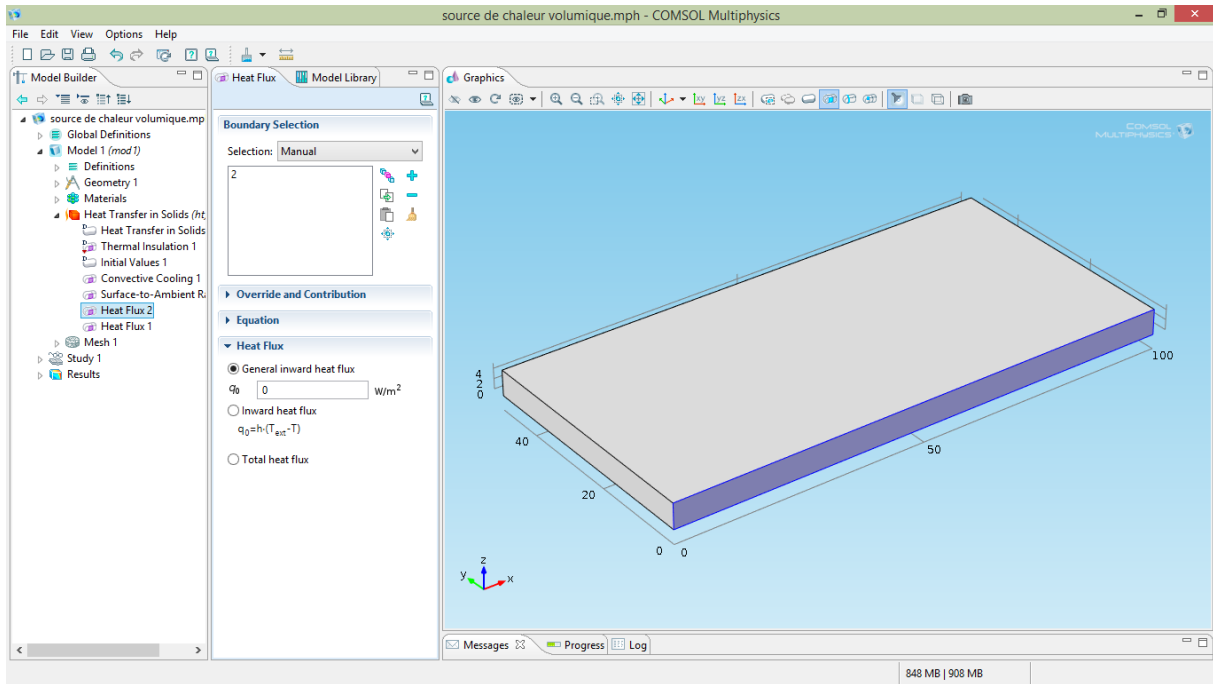 source de chaleur volumique.mph - COMSOL Multiphysics
File Edit View Options Help
Model Builder
source de chaleur volumique.mp
Global Definitions
Model 1 (mod1)
Definitions
Geometry 1
Materials
Heat Transfer in Solids (ht
Heat Transfer in Solids
Thermal Insulation 1
Initial Values 1
Convective Cooling 1
Surface-to-Ambient R
Heat Flux 2
Heat Flux 1
Mesh 1
Study 1
Results
Heat Flux
Model Library
Boundary Selection
Selection: Manual
2
Override and Contribution
Equation
Heat Flux
General inward heat flux
q0 0 W/m²
Inward heat flux
q0=h·(Text-T)
Total heat flux
Graphics
xy yz zx
COMSOL
MULTIPHYSICS
4
2
0
40
20
0
0
50
100
z
y
x
Messages
Progress
Log
848 MB | 908 MB